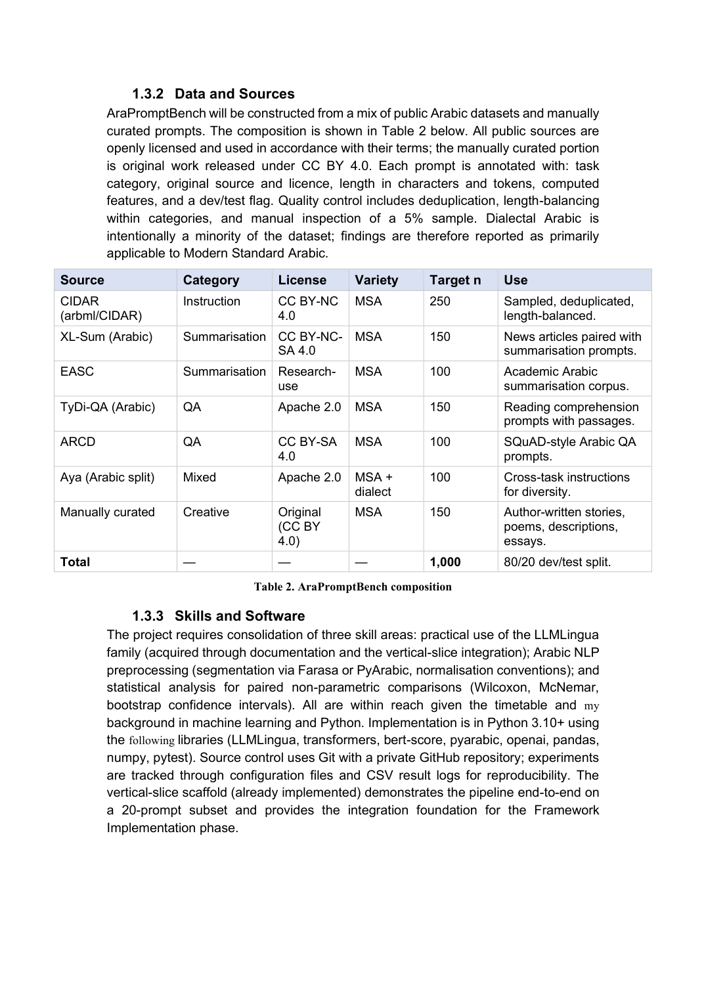 1.3.2 Data and Sources
AraPromptBench will be constructed from a mix of public Arabic datasets and manually
curated prompts. The composition is shown in Table 2 below. All public sources are
openly licensed and used in accordance with their terms; the manually curated portion
is original work released under CC BY 4.0. Each prompt is annotated with: task
category, original source and licence, length in characters and tokens, computed
features, and a dev/test flag. Quality control includes deduplication, length-balancing
within categories, and manual inspection of a 5% sample. Dialectal Arabic is
intentionally a minority of the dataset; findings are therefore reported as primarily
applicable to Modern Standard Arabic.
Source Category License Variety Target n Use
CIDAR Instruction CC BY-NC MSA 250 Sampled, deduplicated,
(arbml/CIDAR) 4.0 length-balanced.
XL-Sum (Arabic) Summarisation CC BY-NC- MSA 150 News articles paired with
SA 4.0 summarisation prompts.
EASC Summarisation Research- MSA 100 Academic Arabic
use summarisation corpus.
TyDi-QA (Arabic) QA Apache 2.0 MSA 150 Reading comprehension
prompts with passages.
ARCD QA CC BY-SA MSA 100 SQuAD-style Arabic QA
4.0 prompts.
Aya (Arabic split) Mixed Apache 2.0 MSA + 100 Cross-task instructions
dialect for diversity.
Manually curated Creative Original MSA 150 Author-written stories,
(CC BY poems, descriptions,
4.0) essays.
Total — — — 1,000 80/20 dev/test split.
Table 2. AraPromptBench composition
1.3.3 Skills and Software
The project requires consolidation of three skill areas: practical use of the LLMLingua
family (acquired through documentation and the vertical-slice integration); Arabic NLP
preprocessing (segmentation via Farasa or PyArabic, normalisation conventions); and
statistical analysis for paired non-parametric comparisons (Wilcoxon, McNemar,
bootstrap confidence intervals). All are within reach given the timetable and my
background in machine learning and Python. Implementation is in Python 3.10+ using
the following libraries (LLMLingua, transformers, bert-score, pyarabic, openai, pandas,
numpy, pytest). Source control uses Git with a private GitHub repository; experiments
are tracked through configuration files and CSV result logs for reproducibility. The
vertical-slice scaffold (already implemented) demonstrates the pipeline end-to-end on
a 20-prompt subset and provides the integration foundation for the Framework
Implementation phase.